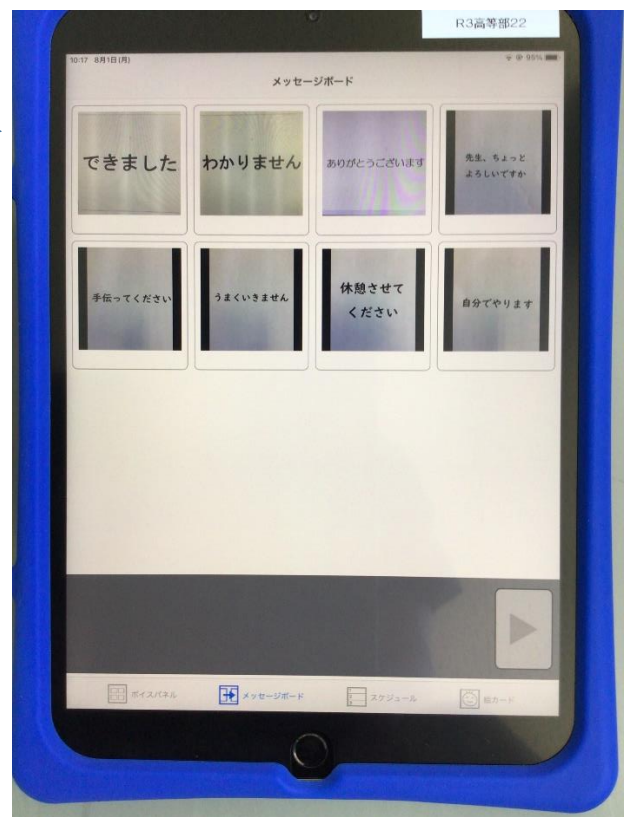 R3高等部22
10:17 8月1日(月)
99%
メッセージボード
できました
わかりません
ありがとうございます
先生、ちょっと
よろしいですか
手伝ってください
うまくいきません
休憩させて
ください
自分でやります
ボイスパネル
メッセージボード
スケジュール
絵カード